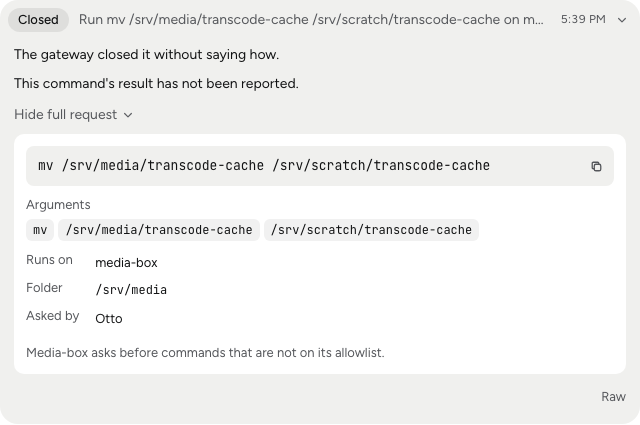 Closed Run mv /srv/media/transcode-cache /srv/scratch/transcode-cache on m... 5:39 PM
The gateway closed it without saying how.
This command's result has not been reported.
Hide full request
mv /srv/media/transcode-cache /srv/scratch/transcode-cache
Arguments
mv /srv/media/transcode-cache /srv/scratch/transcode-cache
Runs on media-box
Folder /srv/media
Asked by Otto
Media-box asks before commands that are not on its allowlist.
Raw